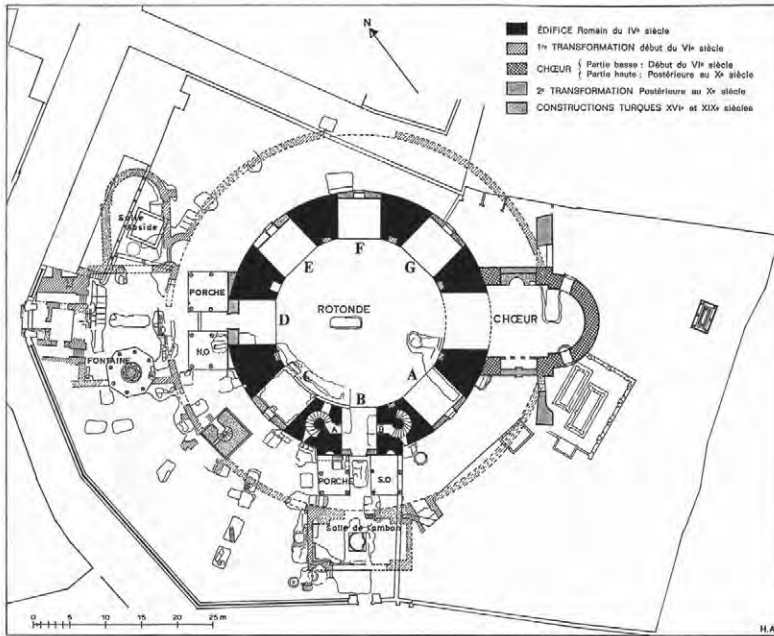 N
ÉDIFICE Romain du IVe siècle
1re TRANSFORMATION début du VIe siècle
CHŒUR { Partie basse : Début du VIe siècle
Partie haute : Postérieure au Xe siècle
2e TRANSFORMATION Postérieure au Xe siècle
CONSTRUCTIONS TURQUES XVIe et XIXe siècles
Salle
Abside
F
E
G
PORCHE
D
ROTONDE
CHŒUR
N.O
FONTAINE
C
A
B
A
B
PORCHE
S.O
Salle de l'ambon
0 5 10 15 20 25 m
H.A